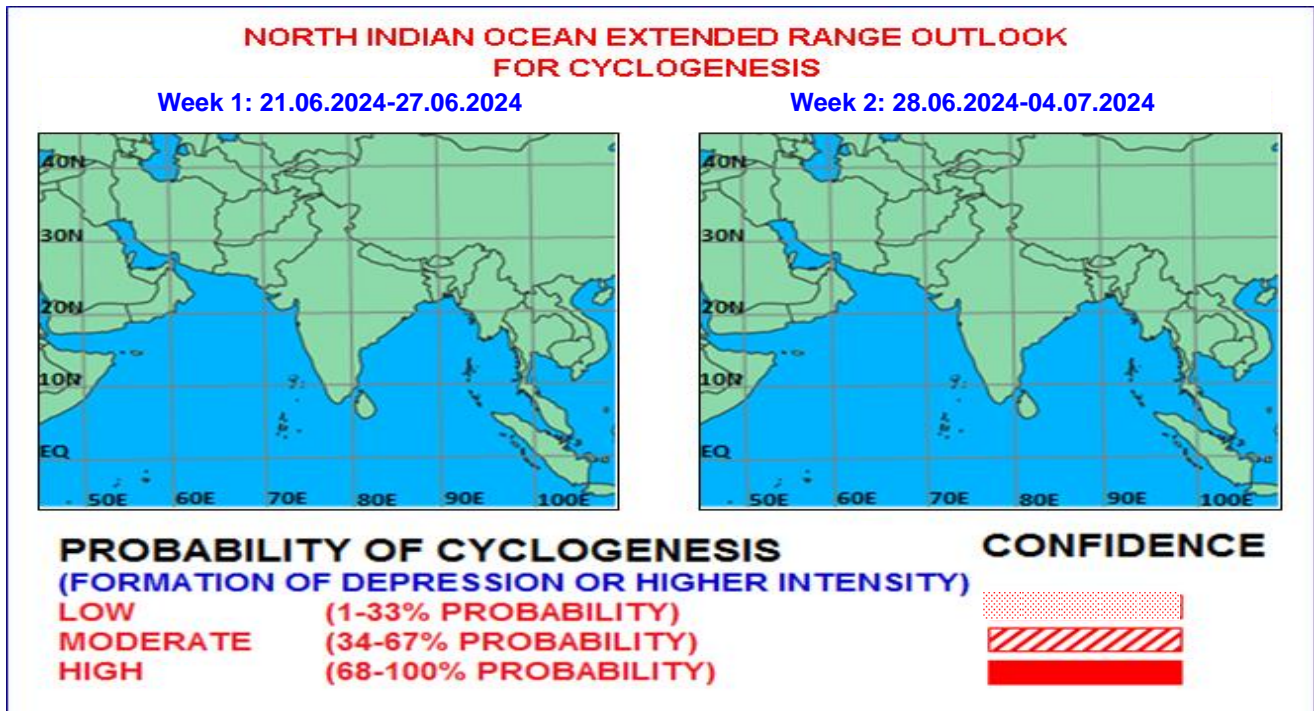 NORTH INDIAN OCEAN EXTENDED RANGE OUTLOOK
FOR CYCLOGENESIS
Week 1: 21.06.2024-27.06.2024
Week 2: 28.06.2024-04.07.2024
40N
30N
20N
10N
EQ
50E 60E 70E 80E 90E 100E
40N
30N
20N
10N
EQ
50E 60E 70E 80E 90E 100E
PROBABILITY OF CYCLOGENESIS
CONFIDENCE
(FORMATION OF DEPRESSION OR HIGHER INTENSITY)
LOW (1-33% PROBABILITY)
MODERATE (34-67% PROBABILITY)
HIGH (68-100% PROBABILITY)